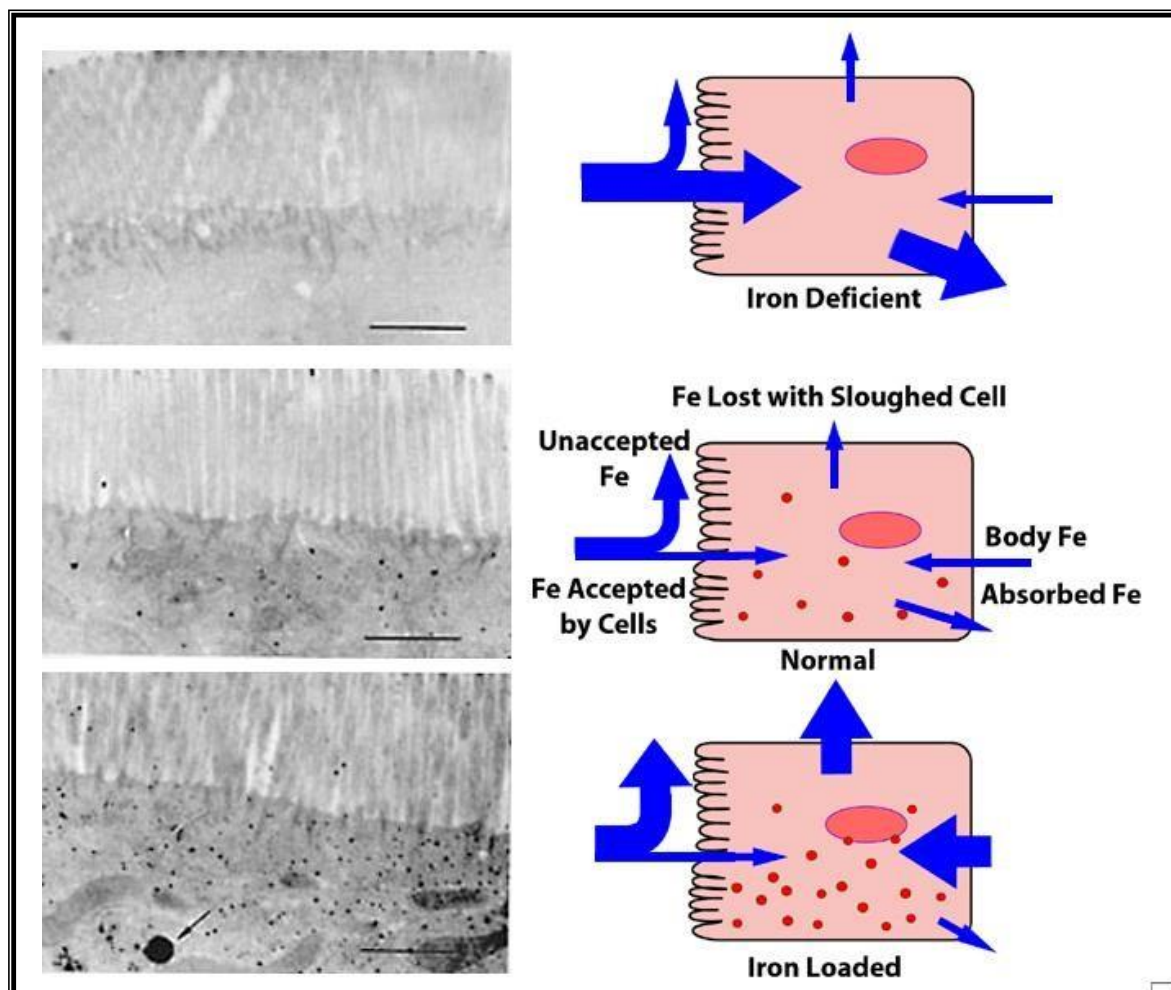 Iron Deficient
Fe Lost with Sloughed Cell
Unaccepted
Fe
Body Fe
Fe Accepted
by Cells
Absorbed Fe
Normal
Iron Loaded